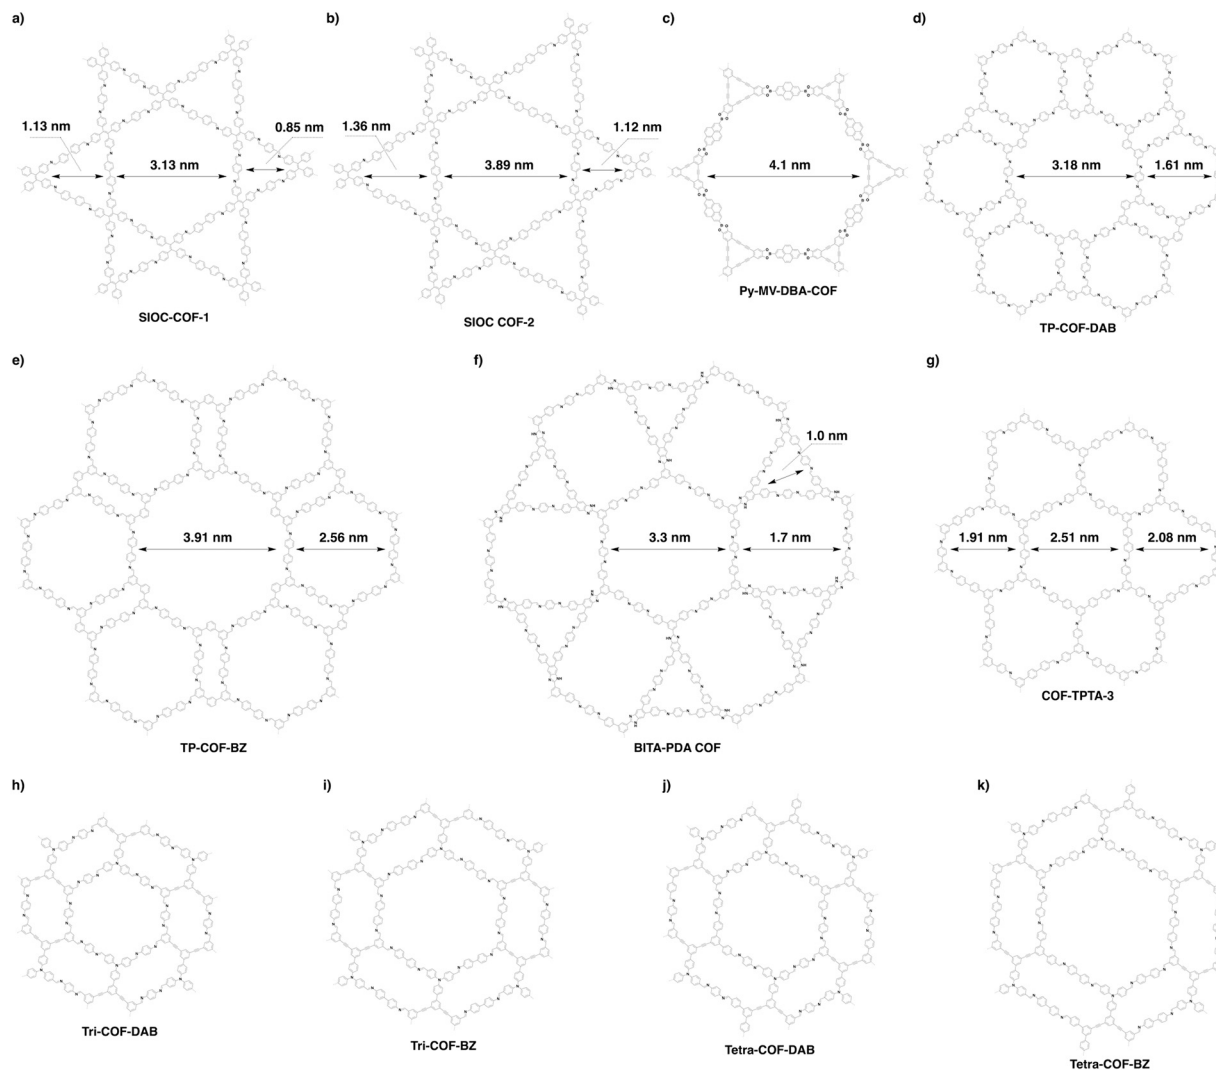 a)
b)
c)
d)
1.13 nm
3.13 nm
0.85 nm
1.36 nm
3.89 nm
1.12 nm
4.1 nm
3.18 nm
1.61 nm
SIOC-COF-1
SIOC COF-2
Py-MV-DBA-COF
TP-COF-DAB
e)
f)
g)
3.91 nm
2.56 nm
3.3 nm
1.7 nm
1.0 nm
1.91 nm
2.51 nm
2.08 nm
TP-COF-BZ
BITA-PDA COF
COF-TPTA-3
h)
i)
j)
k)
Tri-COF-DAB
Tri-COF-BZ
Tetra-COF-DAB
Tetra-COF-BZ